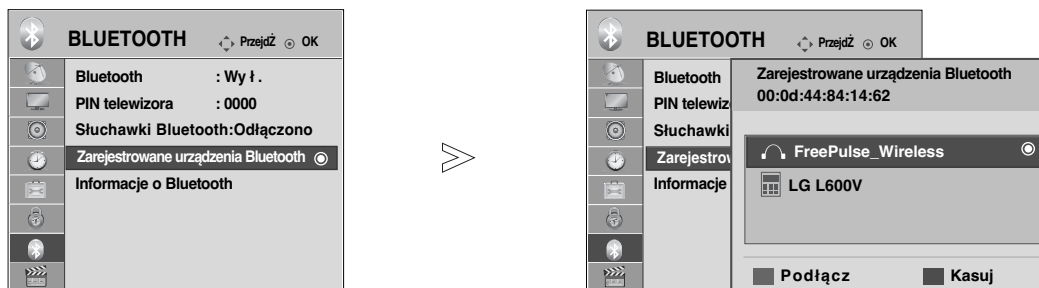 BLUETOOTH PrzejdŹ OK
Bluetooth : Wy ł .
PIN telewizora : 0000
Słuchawki Bluetooth:Odłączono
Zarejestrowane urządzenia Bluetooth
Informacje o Bluetooth
BLUETOOTH PrzejdŹ OK
Bluetooth
PIN telewiz
Słuchawki
Zarejestrow
Informacje
Zarejestrowane urządzenia Bluetooth
00:0d:44:84:14:62
FreePulse_Wireless
LG L600V
Podłącz Kasuj